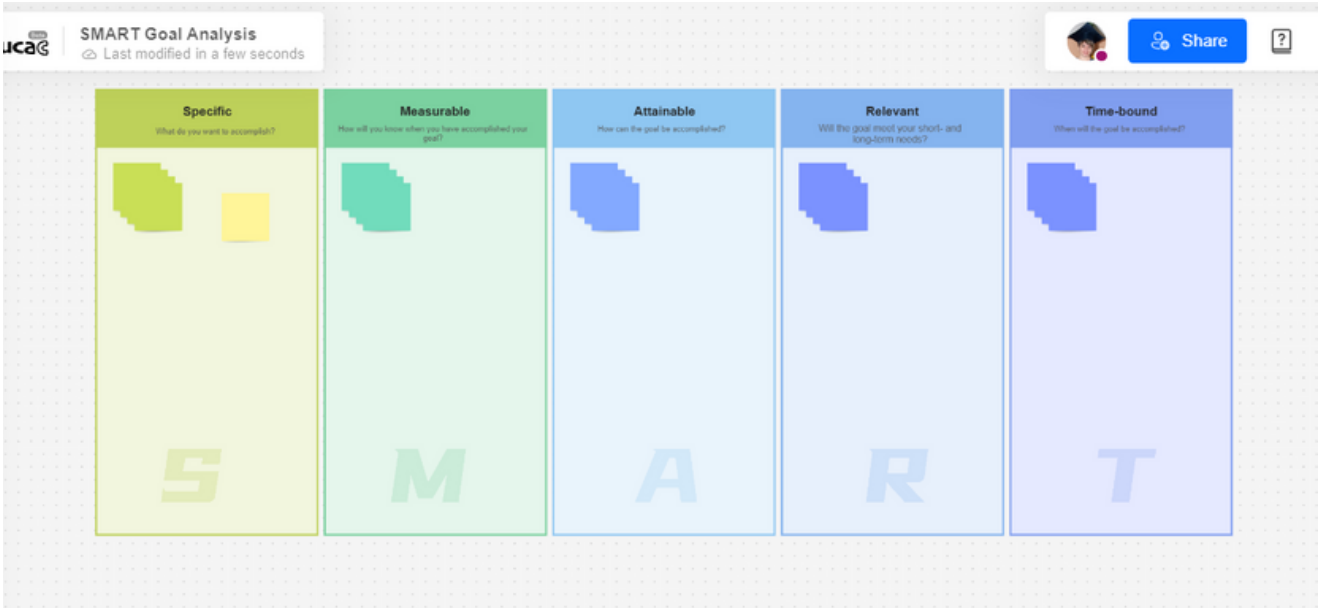 SMART Goal Analysis
Last modified in a few seconds
Share
?
Specific
What do you want to accomplish?
Measurable
How will you know when you have accomplished your
goal?
Attainable
How can the goal be accomplished?
Relevant
Will the goal meet your short- and
long-term needs?
Time-bound
When will the goal be accomplished?
S
M
A
R
T